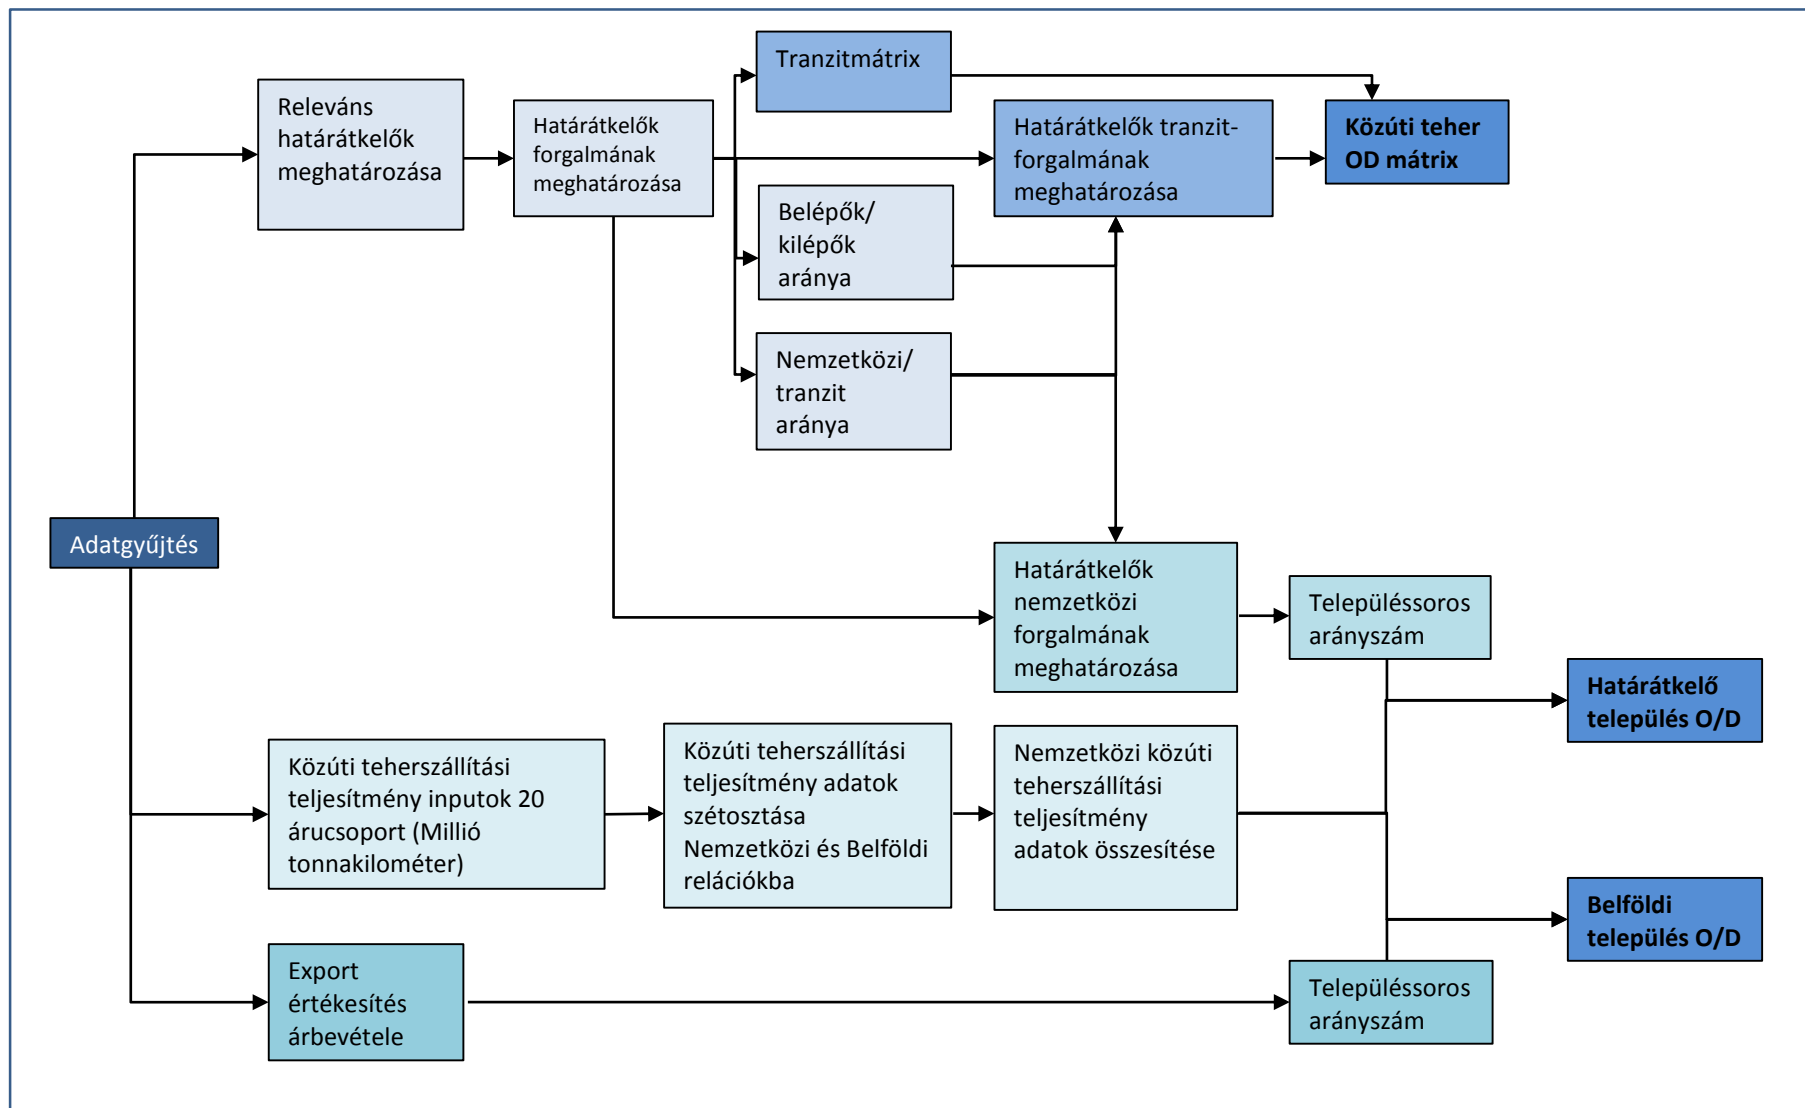 Tranzitmátrix
Releváns
határátkelők
meghatározása
Határátkelők
forgalmának
meghatározása
Határátkelők tranzit-
forgalmának
meghatározása
Közúti teher
OD mátrix
Belépők/
kilépők
aránya
Nemzetközi/
tranzit
aránya
Adatgyűjtés
Határátkelők
nemzetközi
forgalmának
meghatározása
Településsoros
arányszám
Határátkelő
település O/D
Közúti teherszállítási
teljesítmény inputok 20
árucsoport (Millió
tonnakilométer)
Közúti teherszállítási
teljesítmény adatok
szétosztása
Nemzetközi és Belföldi
relációkba
Nemzetközi közúti
teherszállítási
teljesítmény
adatok összesítése
Belföldi
település O/D
Export
értékesítés
árbevétele
Településsoros
arányszám